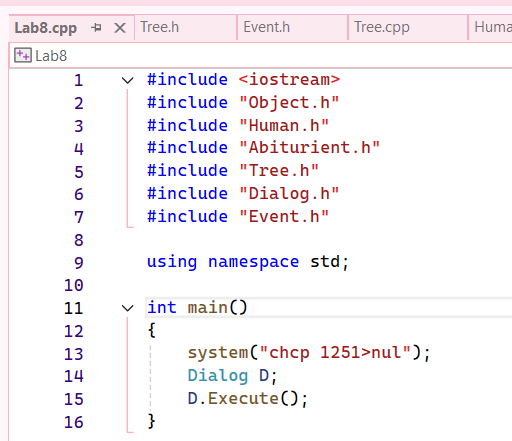 Lab8.cpp Tree.h Event.h Tree.cpp Huma
Lab8
1 #include <iostream>
2 #include "Object.h"
3 #include "Human.h"
4 #include "Abiturient.h"
5 #include "Tree.h"
6 #include "Dialog.h"
7 #include "Event.h"
8
9 using namespace std;
10
11 int main()
12 {
13     system("chcp 1251>nul");
14     Dialog D;
15     D.Execute();
16 }